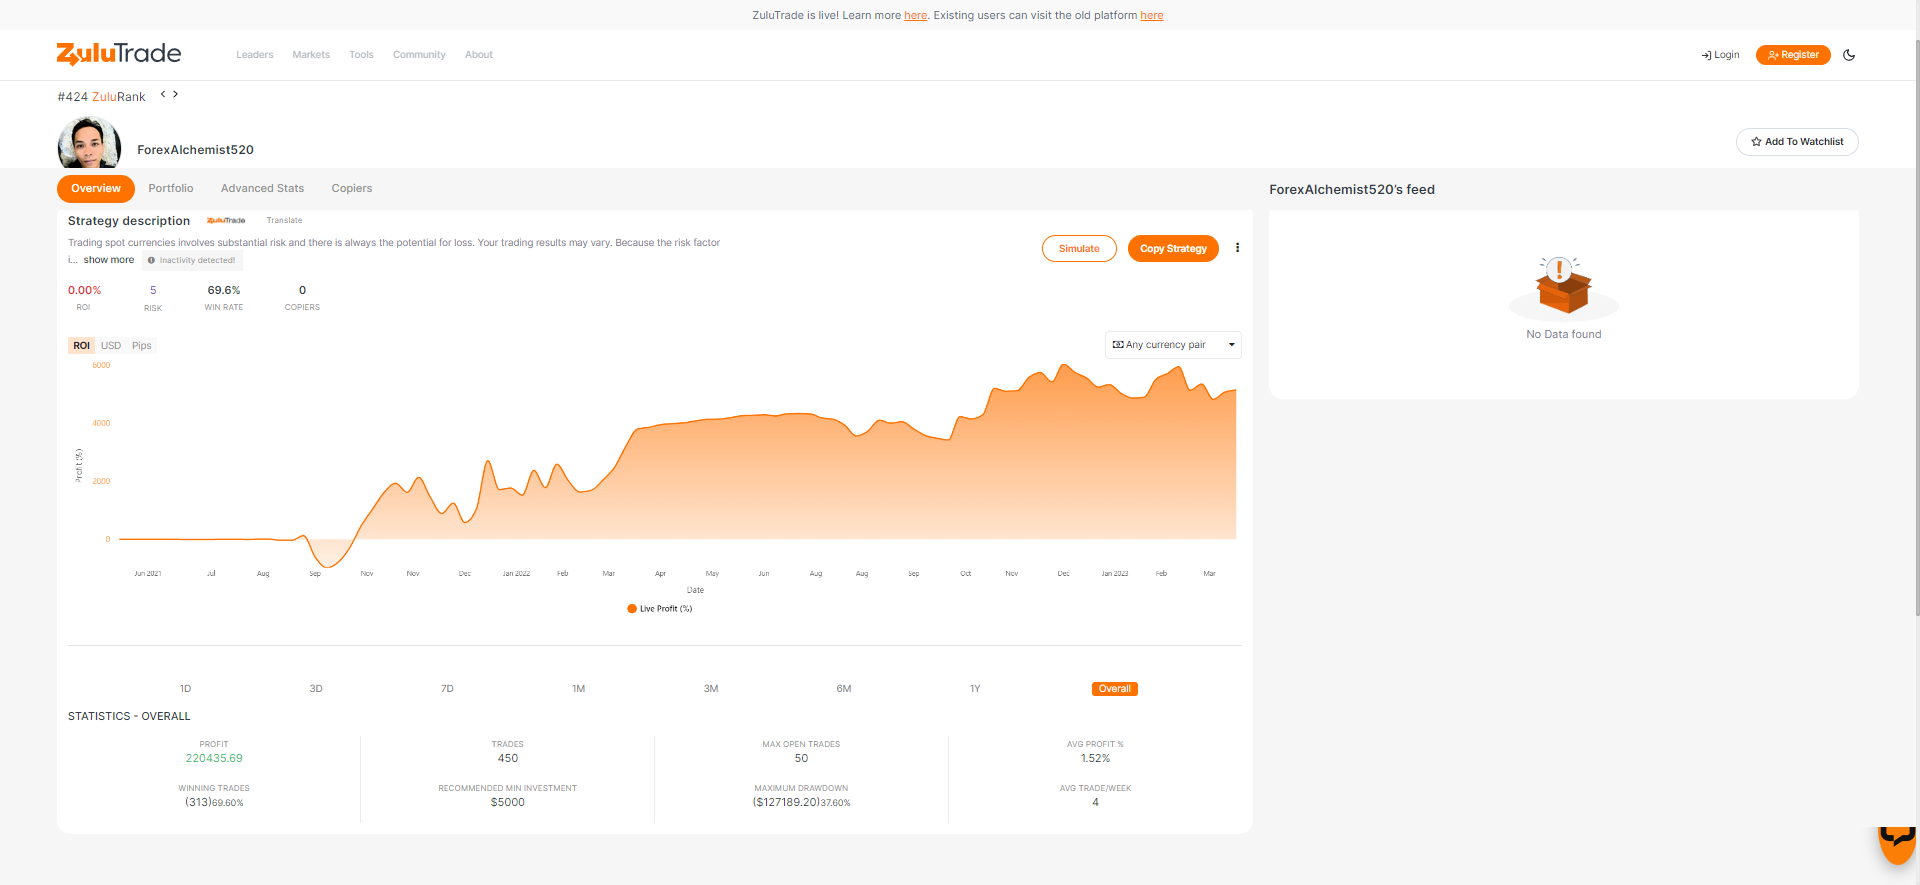 ZuluTrade is live! Learn more here. Existing users can visit the old platform here
ZuluTrade
Leaders Markets Tools Community About
Login Register
#424 ZuluRank
ForexAlchemist520
Add To Watchlist
Overview Portfolio Advanced Stats Copiers
ForexAlchemist520's feed
Strategy description ZuluTrade Translate
Trading spot currencies involves substantial risk and there is always the potential for loss. Your trading results may vary. Because the risk factor
i... show more Inactivity detected!
Simulate Copy Strategy
0.00% 5 69.6% 0
ROI RISK WIN RATE COPIERS
No Data found
ROI USD Pips
Any currency pair
6000
4000
2000
0
Profit (%)
Jun 2021 Jul Aug Sep Nov Nov Dec Jan 2022 Feb Mar Apr May Jun Aug Aug Sep Oct Nov Dec Jan 2023 Feb Mar
Date
Live Profit (%)
1D 3D 7D 1M 3M 6M 1Y Overall
STATISTICS - OVERALL
PROFIT TRADES MAX OPEN TRADES AVG PROFIT %
220435.69 450 50 1.52%
WINNING TRADES RECOMMENDED MIN INVESTMENT MAXIMUM DRAWDOWN AVG TRADE/WEEK
(313)69.60% $5000 ($127189.20)37.60% 4